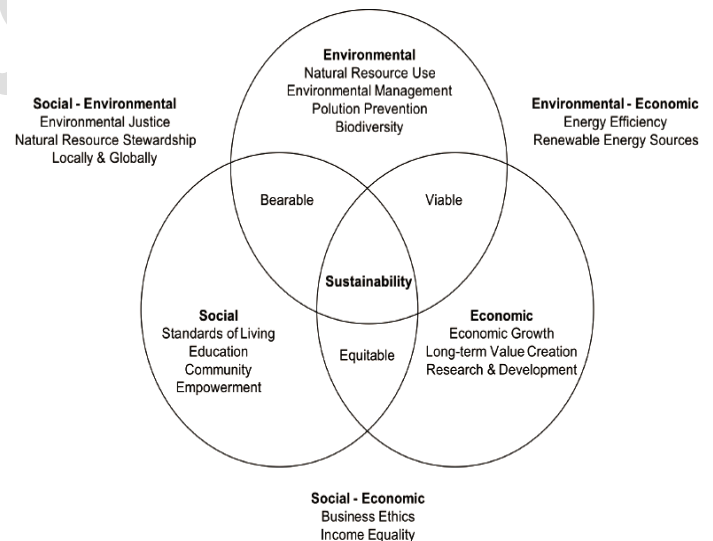 Environmental
Natural Resource Use
Environmental Management
Polution Prevention
Biodiversity
Social - Environmental
Environmental Justice
Natural Resource Stewardship
Locally & Globally
Environmental - Economic
Energy Efficiency
Renewable Energy Sources
Bearable
Viable
Sustainability
Social
Standards of Living
Education
Community
Empowerment
Equitable
Economic
Economic Growth
Long-term Value Creation
Research & Development
Social - Economic
Business Ethics
Income Equality